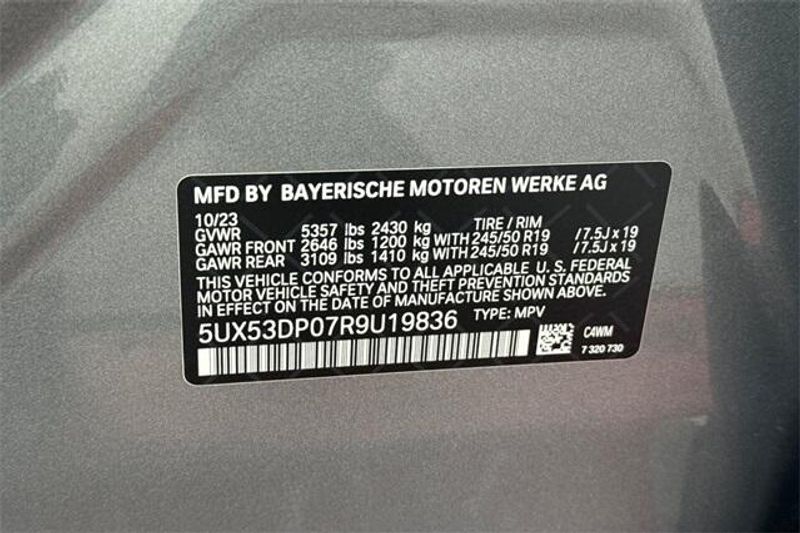 MFD BY BAYERISCHE MOTOREN WERKE AG
10/23
GVWR 5357 lbs 2430 kg TIRE / RIM
GAWR FRONT 2646 lbs 1200 kg WITH 245/50 R19 /7.5J x 19
GAWR REAR 3109 lbs 1410 kg WITH 245/50 R19 /7.5J x 19
THIS VEHICLE CONFORMS TO ALL APPLICABLE U. S. FEDERAL
MOTOR VEHICLE SAFETY AND THEFT PREVENTION STANDARDS
IN EFFECT ON THE DATE OF MANUFACTURE SHOWN ABOVE.
5UX53DP07R9U19836 TYPE: MPV
C4WM
7 320 730